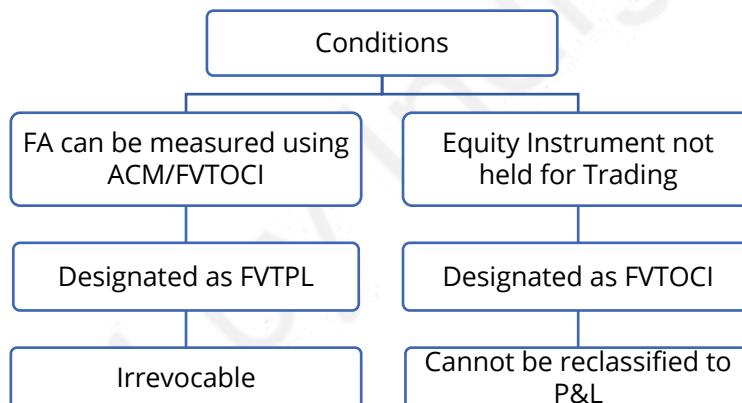 Conditions
FA can be measured using
ACM/FVTOCI
Equity Instrument not
held for Trading
Designated as FVTPL
Designated as FVTOCI
Irrevocable
Cannot be reclassified to
P&L